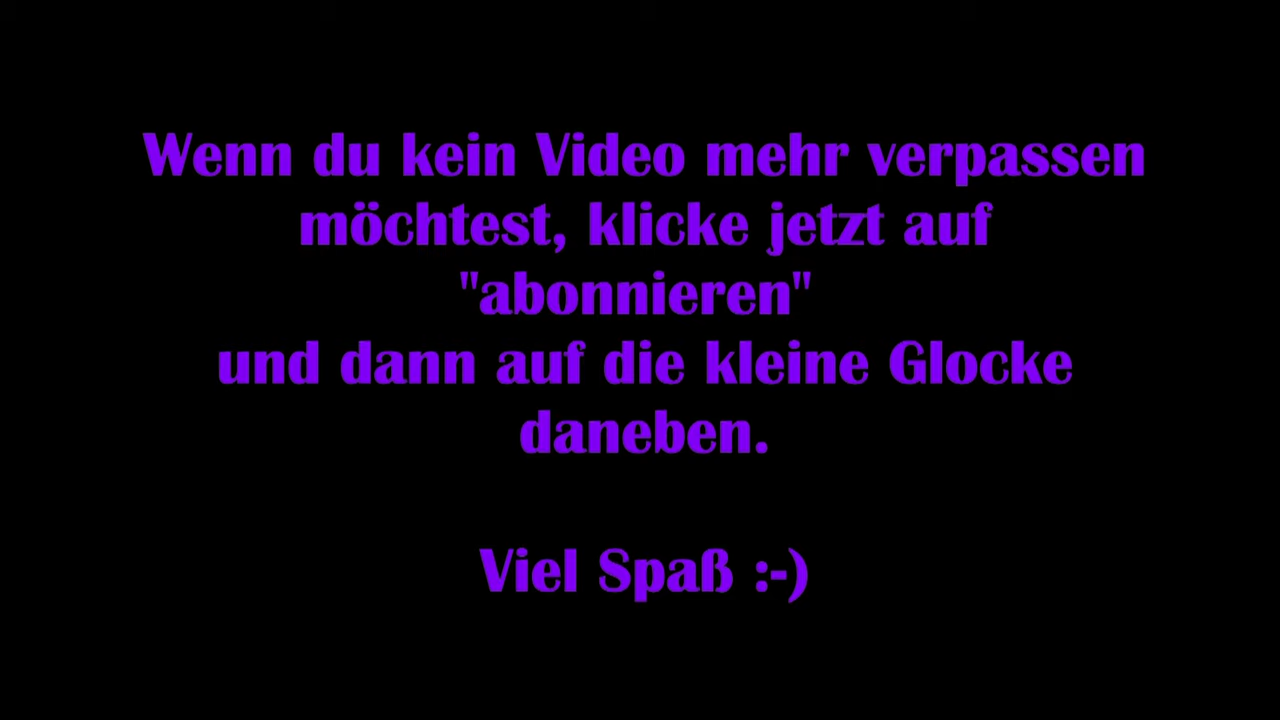 Wenn du kein Video mehr verpassen
möchtest, klicke jetzt auf
"abonnieren"
und dann auf die kleine Glocke
daneben.
Viel Spaß :-)